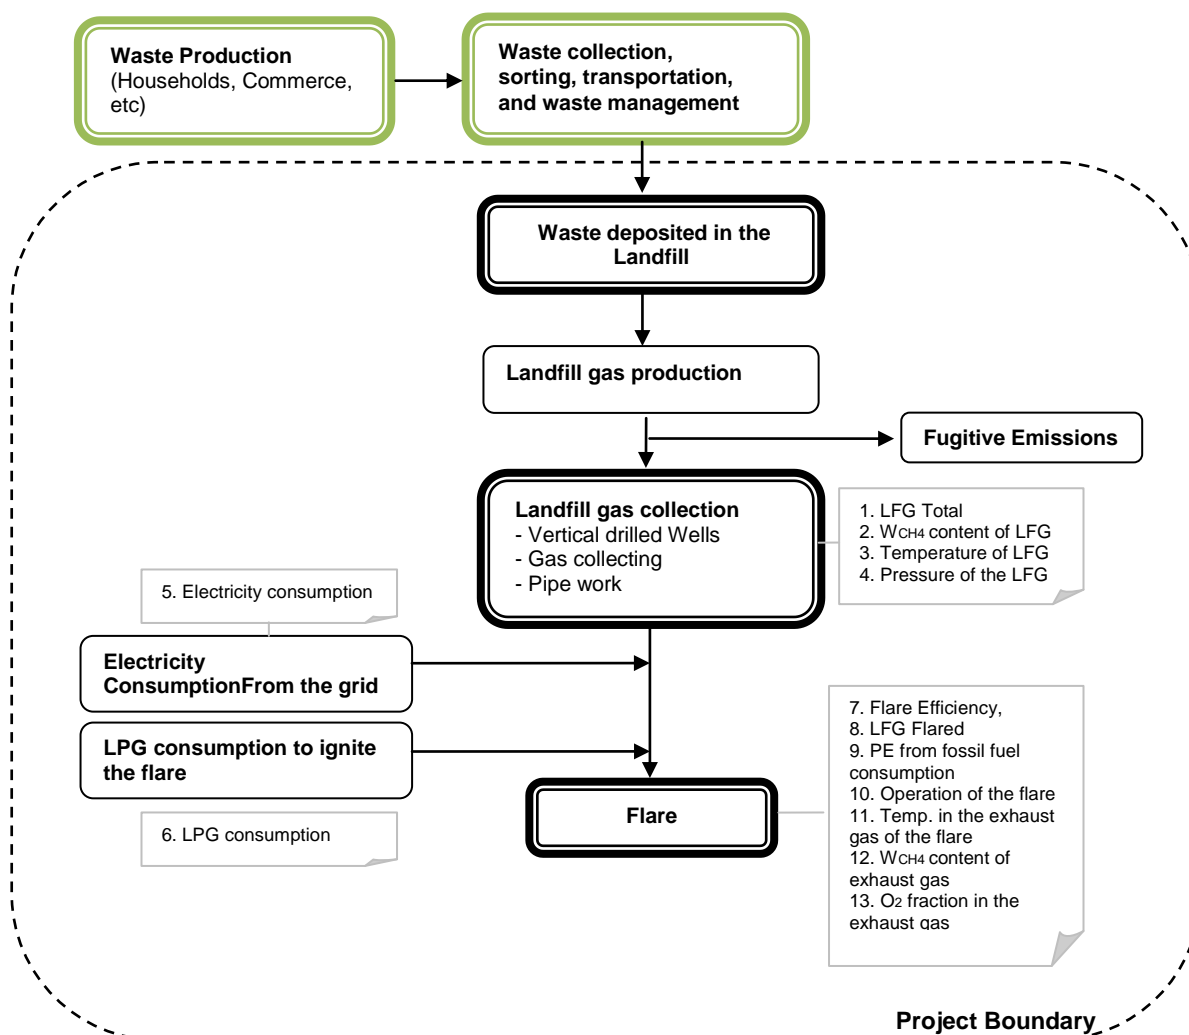 Waste Production
(Households, Commerce,
etc)
Waste collection,
sorting, transportation,
and waste management
Waste deposited in the
Landfill
Landfill gas production
Fugitive Emissions
Landfill gas collection
- Vertical drilled Wells
- Gas collecting
- Pipe work
1. LFG Total
2. WCH4 content of LFG
3. Temperature of LFG
4. Pressure of the LFG
5. Electricity consumption
Electricity
ConsumptionFrom the grid
LPG consumption to ignite
the flare
6. LPG consumption
Flare
7. Flare Efficiency,
8. LFG Flared
9. PE from fossil fuel
consumption
10. Operation of the flare
11. Temp. in the exhaust
gas of the flare
12. WCH4 content of
exhaust gas
13. O2 fraction in the
exhaust gas
Project Boundary